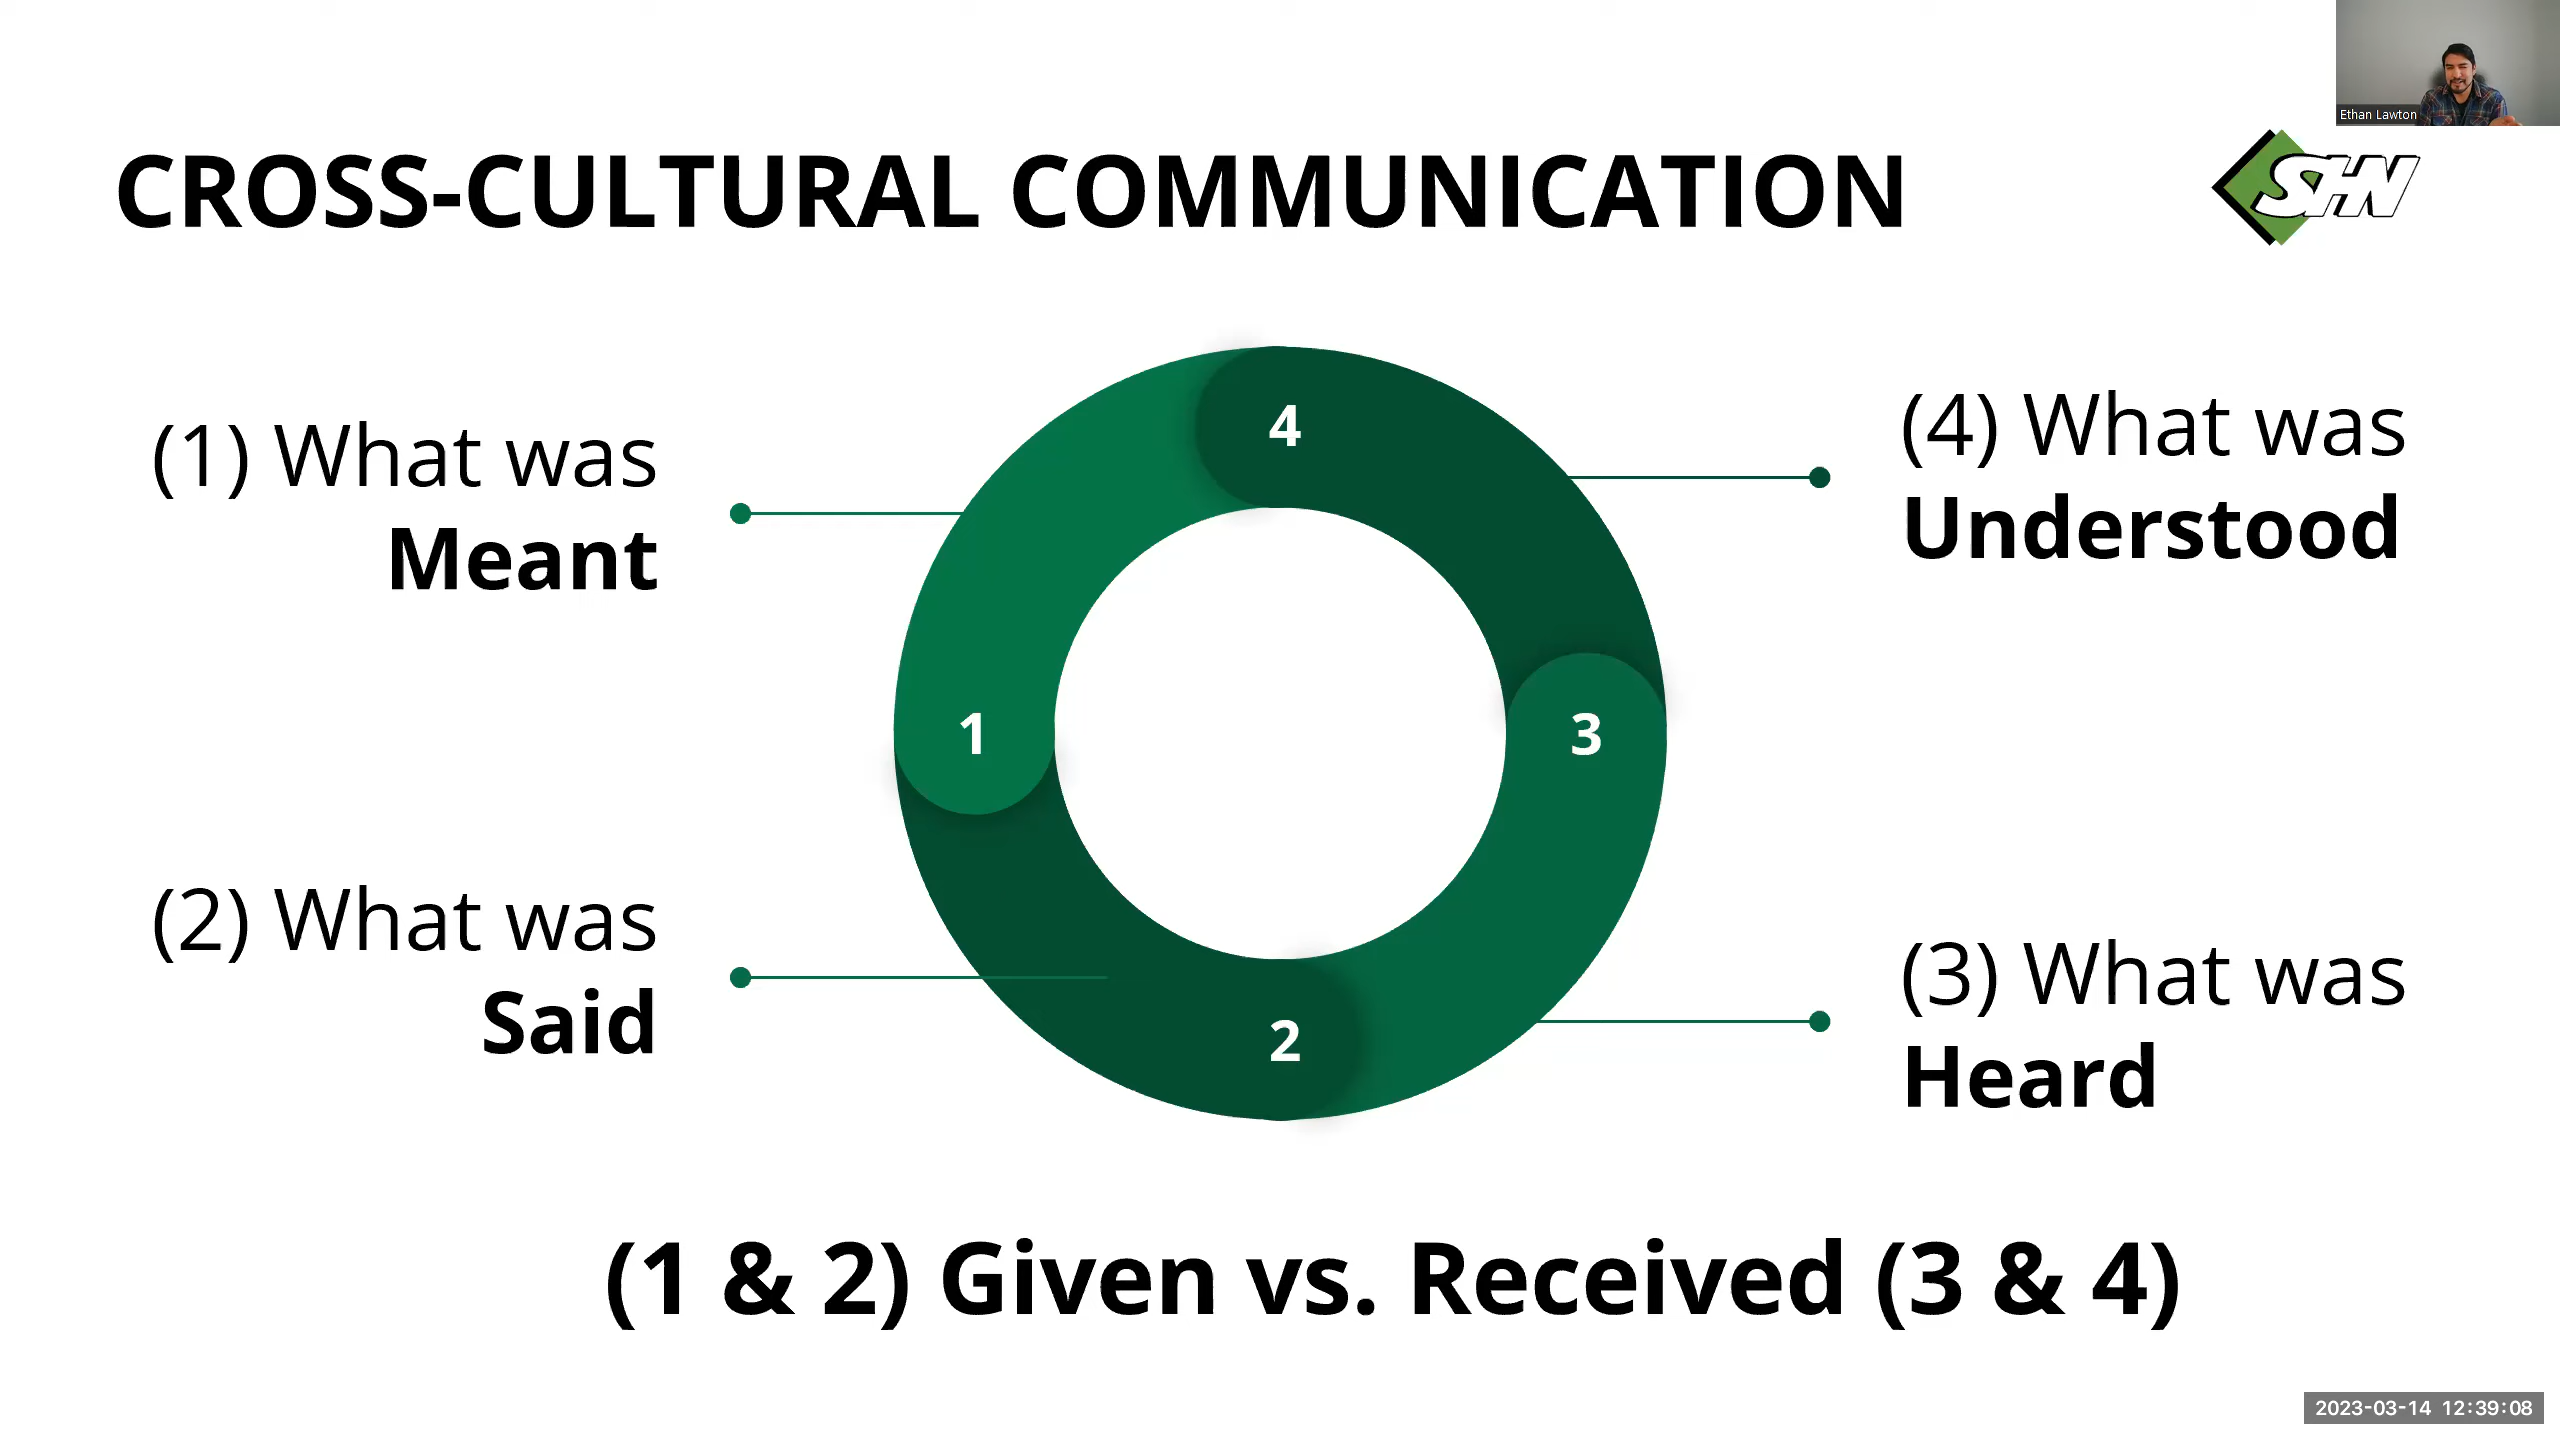 Ethan Lawton
CROSS-CULTURAL COMMUNICATION
SHN
(1) What was
Meant
(2) What was
Said
4
1
3
2
(4) What was
Understood
(3) What was
Heard
(1 & 2) Given vs. Received (3 & 4)
2023-03-14 12:39:08